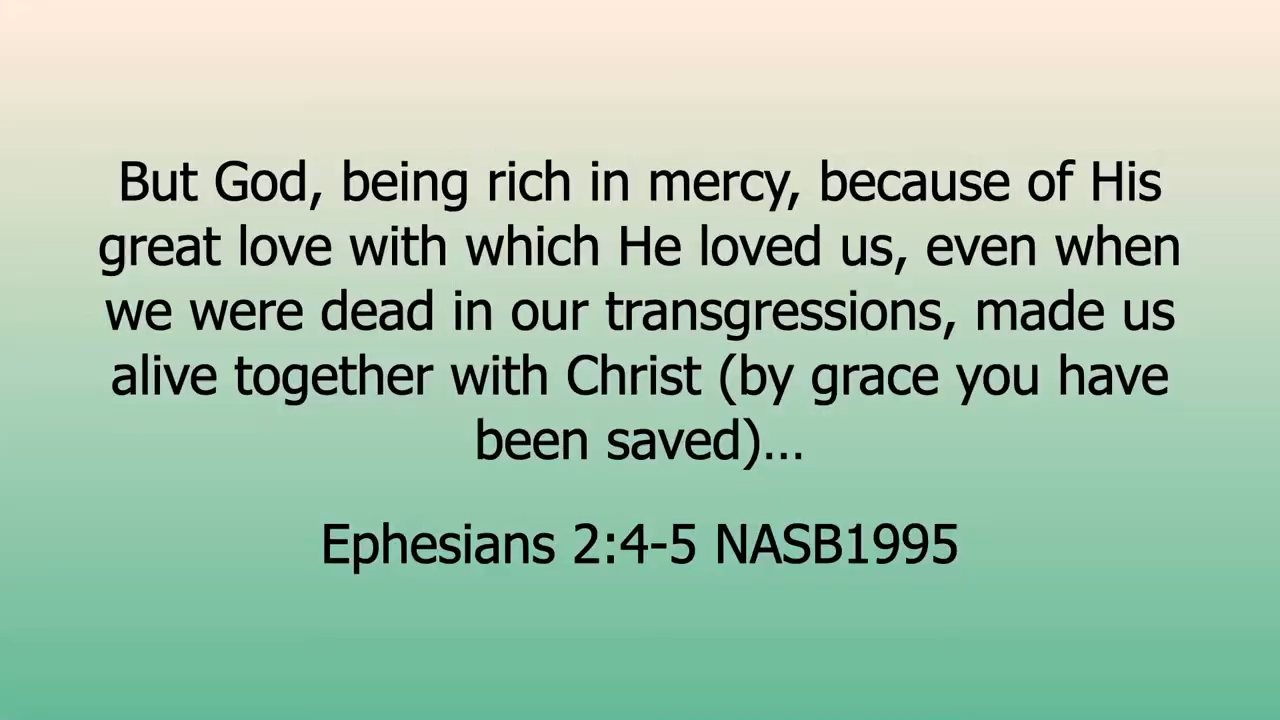 But God, being rich in mercy, because of His
great love with which He loved us, even when
we were dead in our transgressions, made us
alive together with Christ (by grace you have
been saved)...
Ephesians 2:4-5 NASB1995